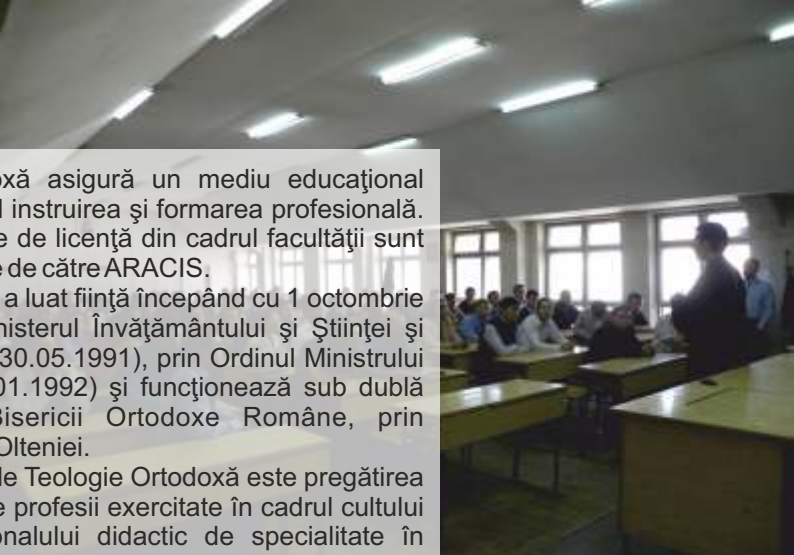 oxă asigură un mediu educaţional
instruirea şi formarea profesională.
e de licenţă din cadrul facultăţii sunt
e de către ARACIS.
a luat fiinţă începând cu 1 octombrie
nisterul Învăţământului şi Ştiinţei şi
30.05.1991), prin Ordinul Ministrului
01.1992) şi funcţionează sub dublă
Bisericii Ortodoxe Române, prin
Olteniei.
de Teologie Ortodoxă este pregătirea
e profesii exercitate în cadrul cultului
onalului didactic de specialitate în